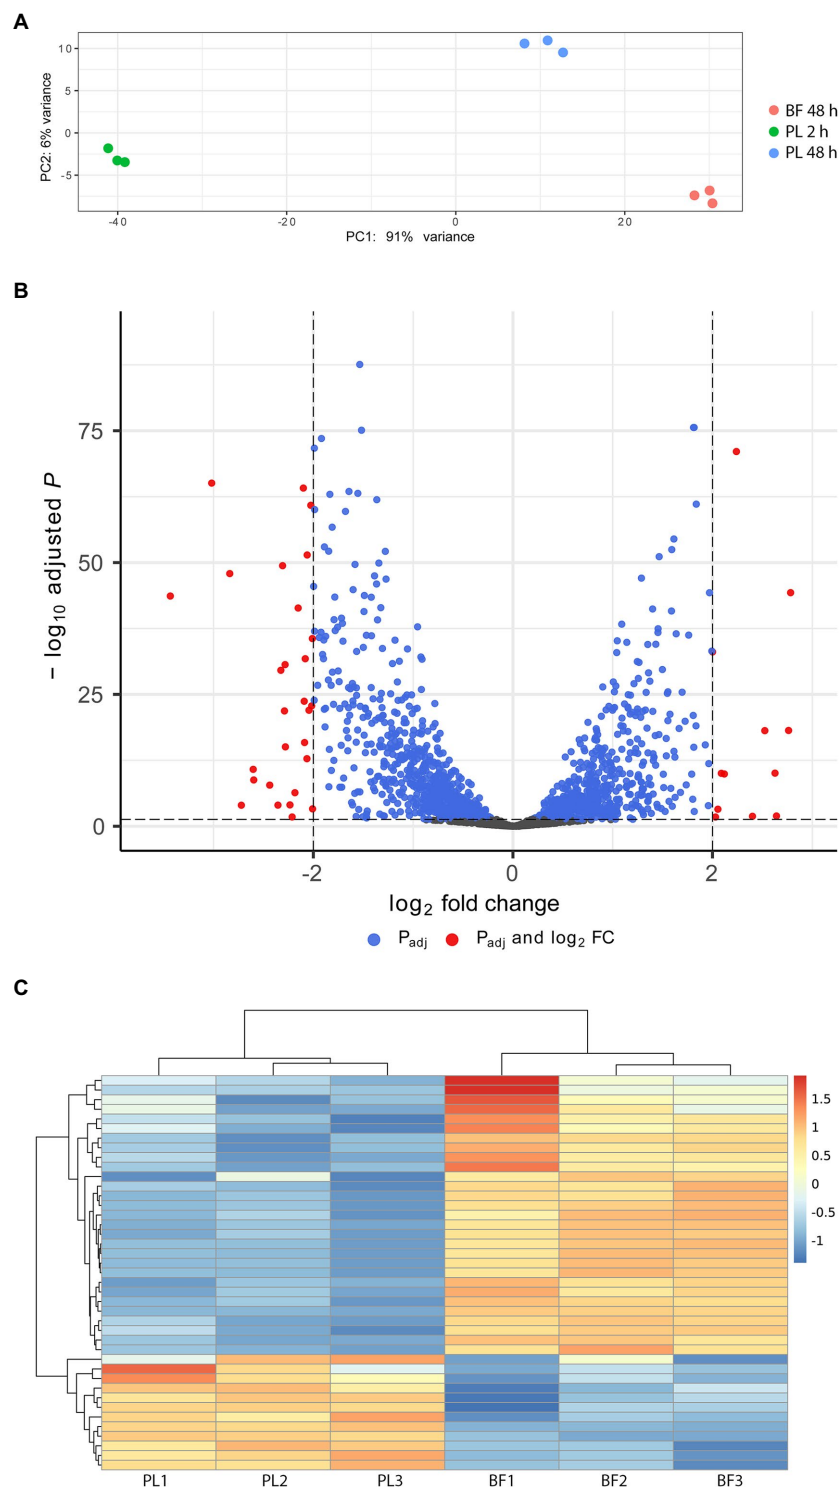 A
10
5
0
-5
PC2: 6% variance
-40
-20
0
20
PC1: 91% variance
BF 48 h
PL 2 h
PL 48 h
B
75
50
25
0
− log10 adjusted P
-2
0
2
log2 fold change
Padj
Padj and log2 FC
C
1.5
1
0.5
0
-0.5
-1
PL1 PL2 PL3 BF1 BF2 BF3